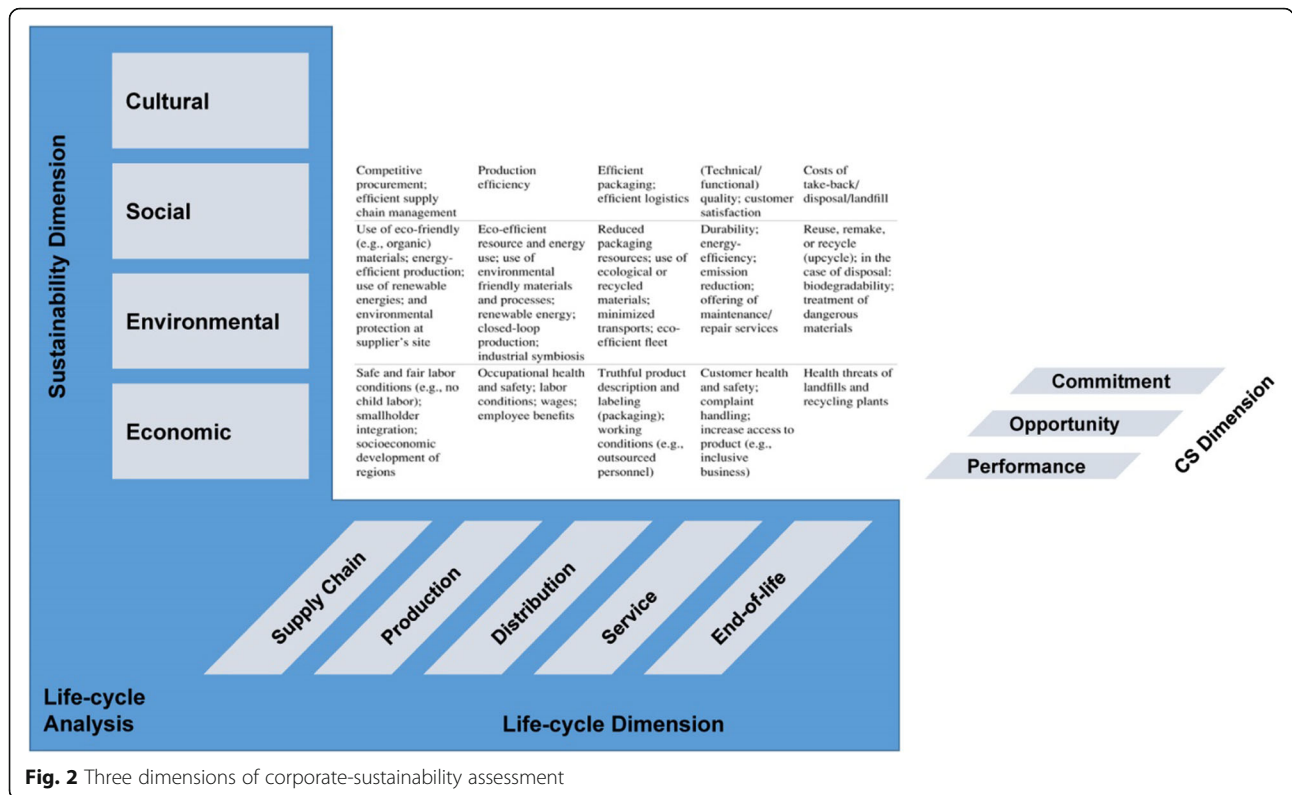 Sustainability Dimension
Cultural
Social
Environmental
Economic
Competitive
procurement;
efficient supply
chain management
Production
efficiency
Efficient
packaging;
efficient logistics
(Technical/
functional)
quality; customer
satisfaction
Costs of
take-back/
disposal/landfill
Use of eco-friendly
(e.g., organic)
materials; energy-
efficient production;
use of renewable
energies; and
environmental
protection at
supplier's site
Eco-efficient
resource and energy
use; use of
environmental
friendly materials
and processes;
renewable energy;
closed-loop
production;
industrial symbiosis
Reduced
packaging
resources; use of
ecological or
recycled
materials;
minimized
transports; eco-
efficient fleet
Durability;
energy-
efficiency;
emission
reduction;
offering of
maintenance/
repair services
Reuse, remake,
or recycle
(upcycle); in the
case of disposal:
biodegradability;
treatment of
dangerous
materials
Safe and fair labor
conditions (e.g., no
child labor);
smallholder
integration;
socioeconomic
development of
regions
Occupational health
and safety; labor
conditions; wages;
employee benefits
Truthful product
description and
labeling
(packaging);
working
conditions (e.g.,
outsourced
personnel)
Customer health
and safety;
complaint
handling;
increase access to
product (e.g.,
inclusive
business)
Health threats of
landfills and
recycling plants
Commitment
Opportunity
Performance
CS Dimension
Supply Chain
Production
Distribution
Service
End-of-life
Life-cycle
Analysis
Life-cycle Dimension
Fig. 2 Three dimensions of corporate-sustainability assessment